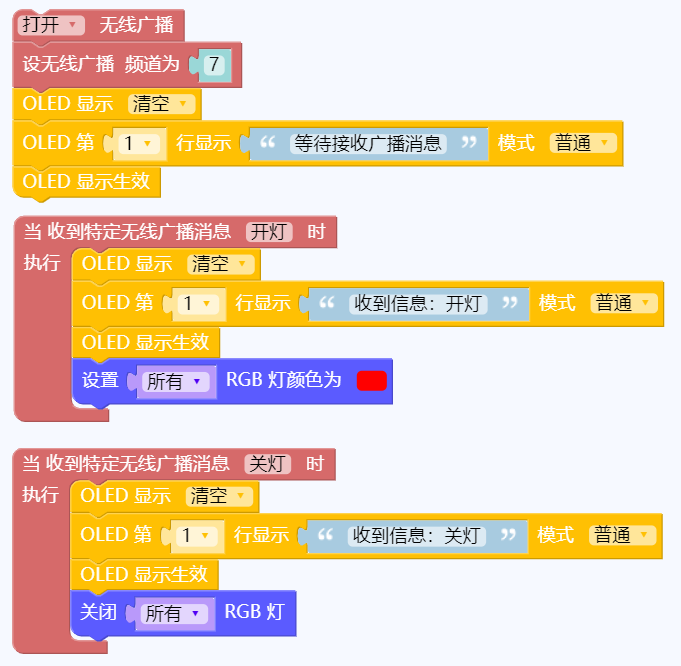 打开 无线广播
设无线广播 频道为 7
OLED 显示 清空
OLED 第 1 行显示 “ 等待接收广播消息 ” 模式 普通
OLED 显示生效
当 收到特定无线广播消息 开灯 时
执行 OLED 显示 清空
OLED 第 1 行显示 “ 收到信息：开灯 ” 模式 普通
OLED 显示生效
设置 所有 RGB 灯颜色为
当 收到特定无线广播消息 关灯 时
执行 OLED 显示 清空
OLED 第 1 行显示 “ 收到信息：关灯 ” 模式 普通
OLED 显示生效
关闭 所有 RGB 灯